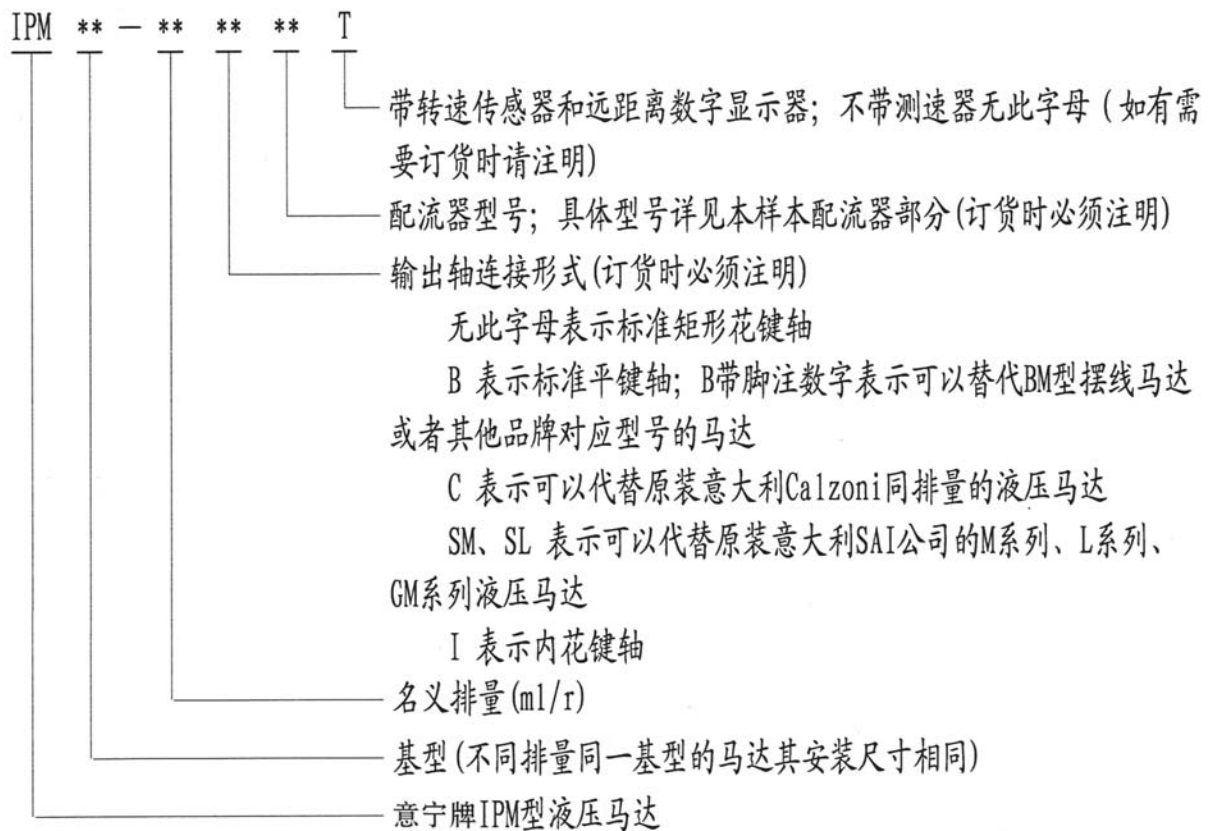 IPM ** — ** ** ** T
带转速传感器和远距离数字显示器；不带测速器无此字母（如有需
要订货时请注明)
配流器型号；具体型号详见本样本配流器部分(订货时必须注明)
输出轴连接形式(订货时必须注明)
无此字母表示标准矩形花键轴
B 表示标准平键轴；B带脚注数字表示可以替代BM型摆线马达
或者其他品牌对应型号的马达
C 表示可以代替原装意大利Calzoni同排量的液压马达
SM、SL 表示可以代替原装意大利SAI公司的M系列、L系列、
GM系列液压马达
I 表示内花键轴
名义排量(ml/r)
基型(不同排量同一基型的马达其安装尺寸相同)
意宁牌IPM型液压马达